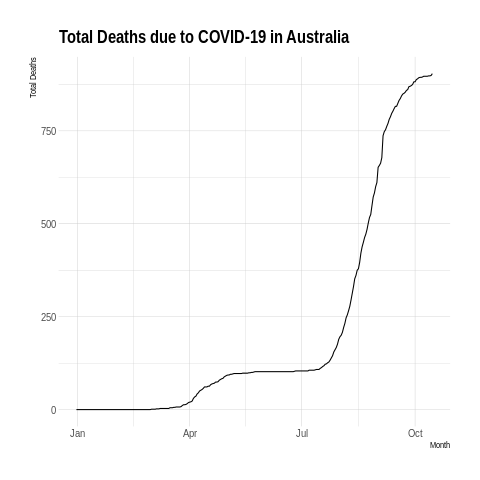 Total Deaths due to COVID-19 in Australia
Total Deaths
750
500
250
0
Jan Apr Jul Oct
Month